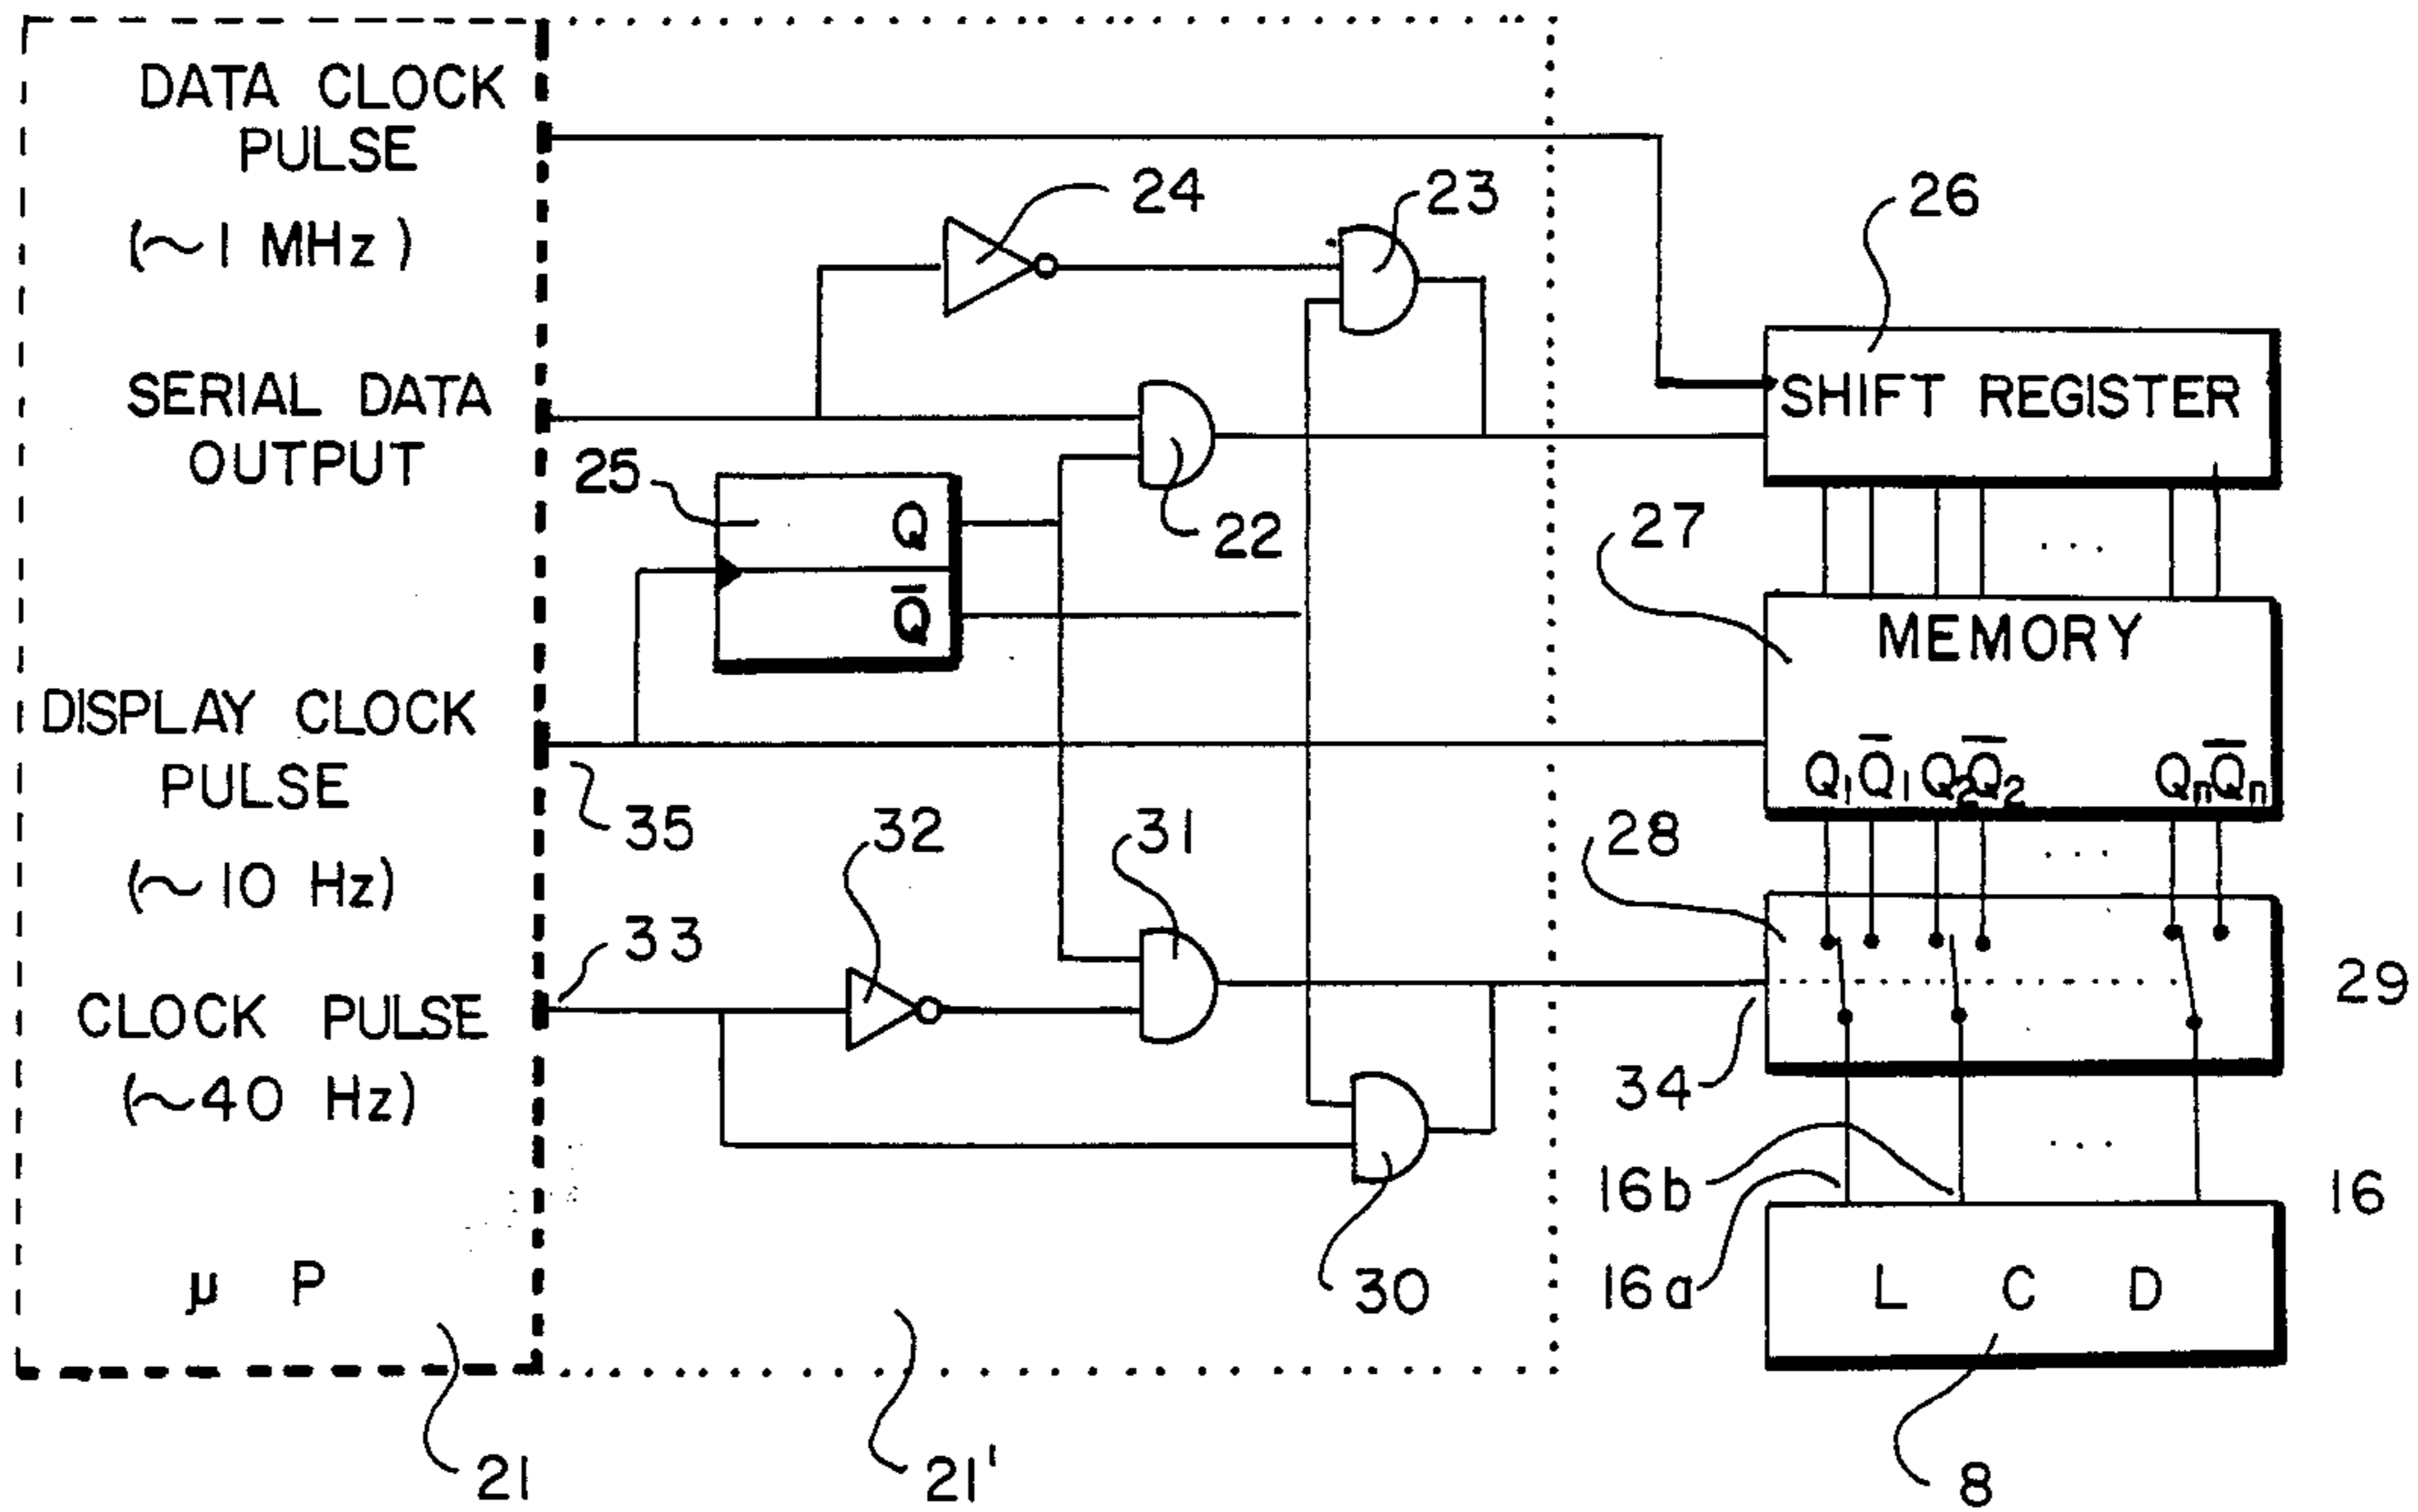 DATA CLOCK
PULSE
(~1 MHz)
24
23
26
SERIAL DATA
OUTPUT
SHIFT REGISTER
25
Q
22
27
...
Q̅
MEMORY
DISPLAY CLOCK
PULSE
Q₁ Q̅₁ Q₂ Q̅₂ Qₙ Q̅ₙ
35
32
31
28
...
(~10 Hz)
33
29
CLOCK PULSE
(~40 Hz)
34
16b
...
16
μ P
30
16a
L C D
21
21'
8